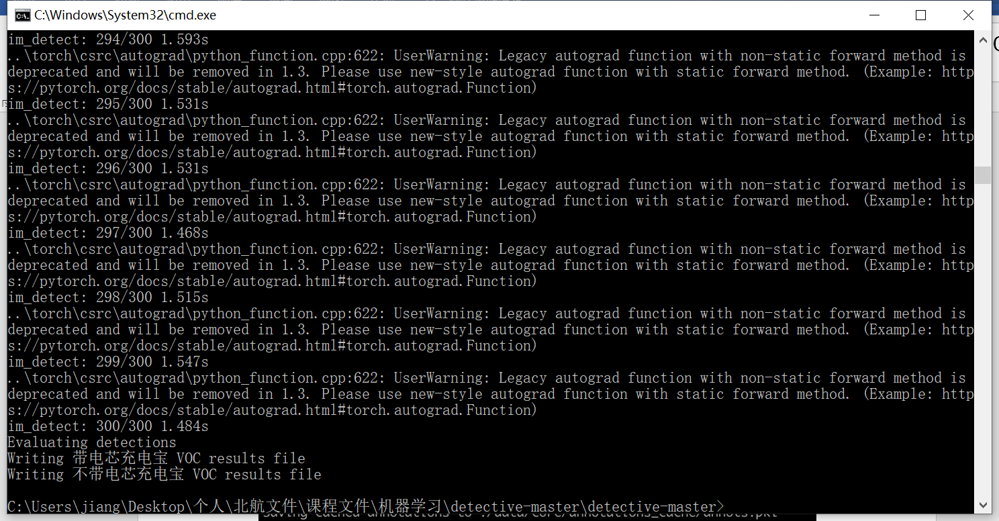 C:\Windows\System32\cmd.exe
im_detect: 294/300 1.593s
..\torch\csrc\autograd\python_function.cpp:622: UserWarning: Legacy autograd function with non-static forward method is
deprecated and will be removed in 1.3. Please use new-style autograd function with static forward method. (Example: http
s://pytorch.org/docs/stable/autograd.html#torch.autograd.Function)
im_detect: 295/300 1.531s
..\torch\csrc\autograd\python_function.cpp:622: UserWarning: Legacy autograd function with non-static forward method is
deprecated and will be removed in 1.3. Please use new-style autograd function with static forward method. (Example: http
s://pytorch.org/docs/stable/autograd.html#torch.autograd.Function)
im_detect: 296/300 1.531s
..\torch\csrc\autograd\python_function.cpp:622: UserWarning: Legacy autograd function with non-static forward method is
deprecated and will be removed in 1.3. Please use new-style autograd function with static forward method. (Example: http
s://pytorch.org/docs/stable/autograd.html#torch.autograd.Function)
im_detect: 297/300 1.468s
..\torch\csrc\autograd\python_function.cpp:622: UserWarning: Legacy autograd function with non-static forward method is
deprecated and will be removed in 1.3. Please use new-style autograd function with static forward method. (Example: http
s://pytorch.org/docs/stable/autograd.html#torch.autograd.Function)
im_detect: 298/300 1.515s
..\torch\csrc\autograd\python_function.cpp:622: UserWarning: Legacy autograd function with non-static forward method is
deprecated and will be removed in 1.3. Please use new-style autograd function with static forward method. (Example: http
s://pytorch.org/docs/stable/autograd.html#torch.autograd.Function)
im_detect: 299/300 1.547s
..\torch\csrc\autograd\python_function.cpp:622: UserWarning: Legacy autograd function with non-static forward method is
deprecated and will be removed in 1.3. Please use new-style autograd function with static forward method. (Example: http
s://pytorch.org/docs/stable/autograd.html#torch.autograd.Function)
im_detect: 300/300 1.484s
Evaluating detections
Writing 带电芯充电宝 VOC results file
Writing 不带电芯充电宝 VOC results file
C:\Users\jiang\Desktop\个人\北航文件\课程文件\机器学习\detective-master\detective-master>